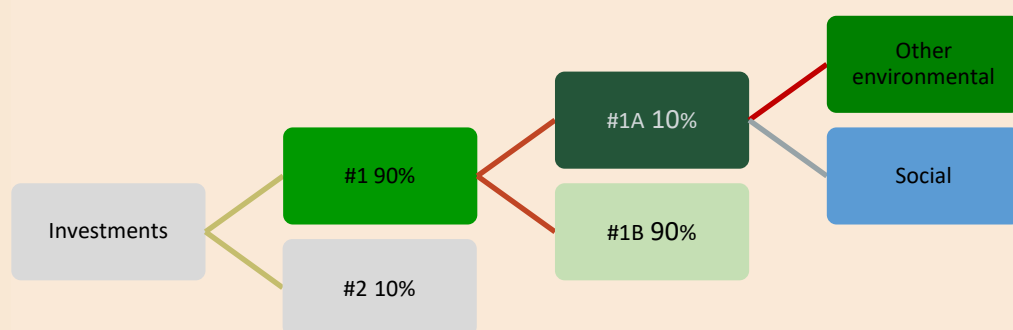 Investments
#1 90%
#2 10%
#1A 10%
#1B 90%
Other
environmental
Social